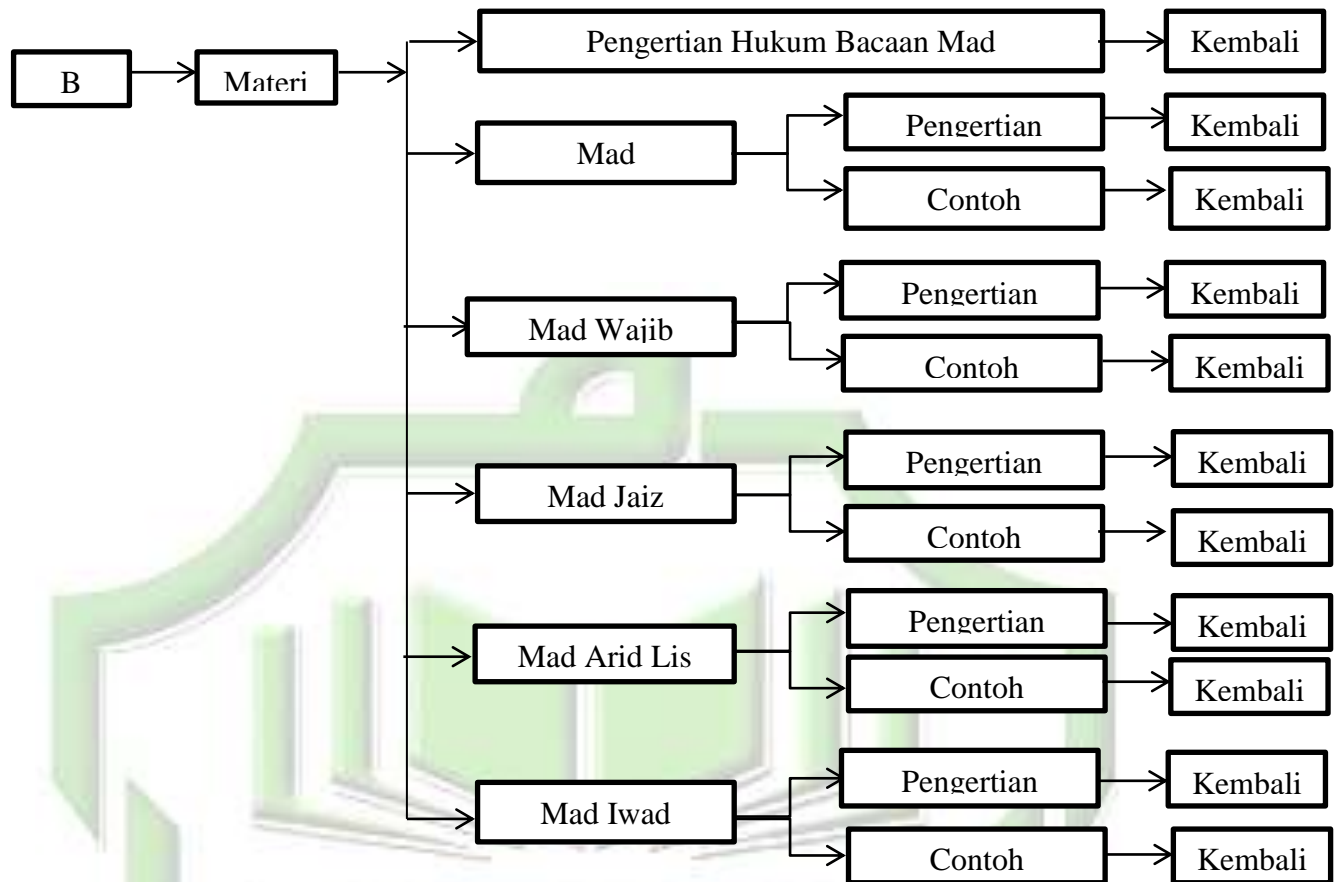 Pengertian Hukum Bacaan Mad
Kembali
B
Materi
Mad
Pengertian
Kembali
Contoh
Kembali
Mad Wajib
Pengertian
Kembali
Contoh
Kembali
Mad Jaiz
Pengertian
Kembali
Contoh
Kembali
Mad Arid Lis
Pengertian
Kembali
Contoh
Kembali
Mad Iwad
Pengertian
Kembali
Contoh
Kembali